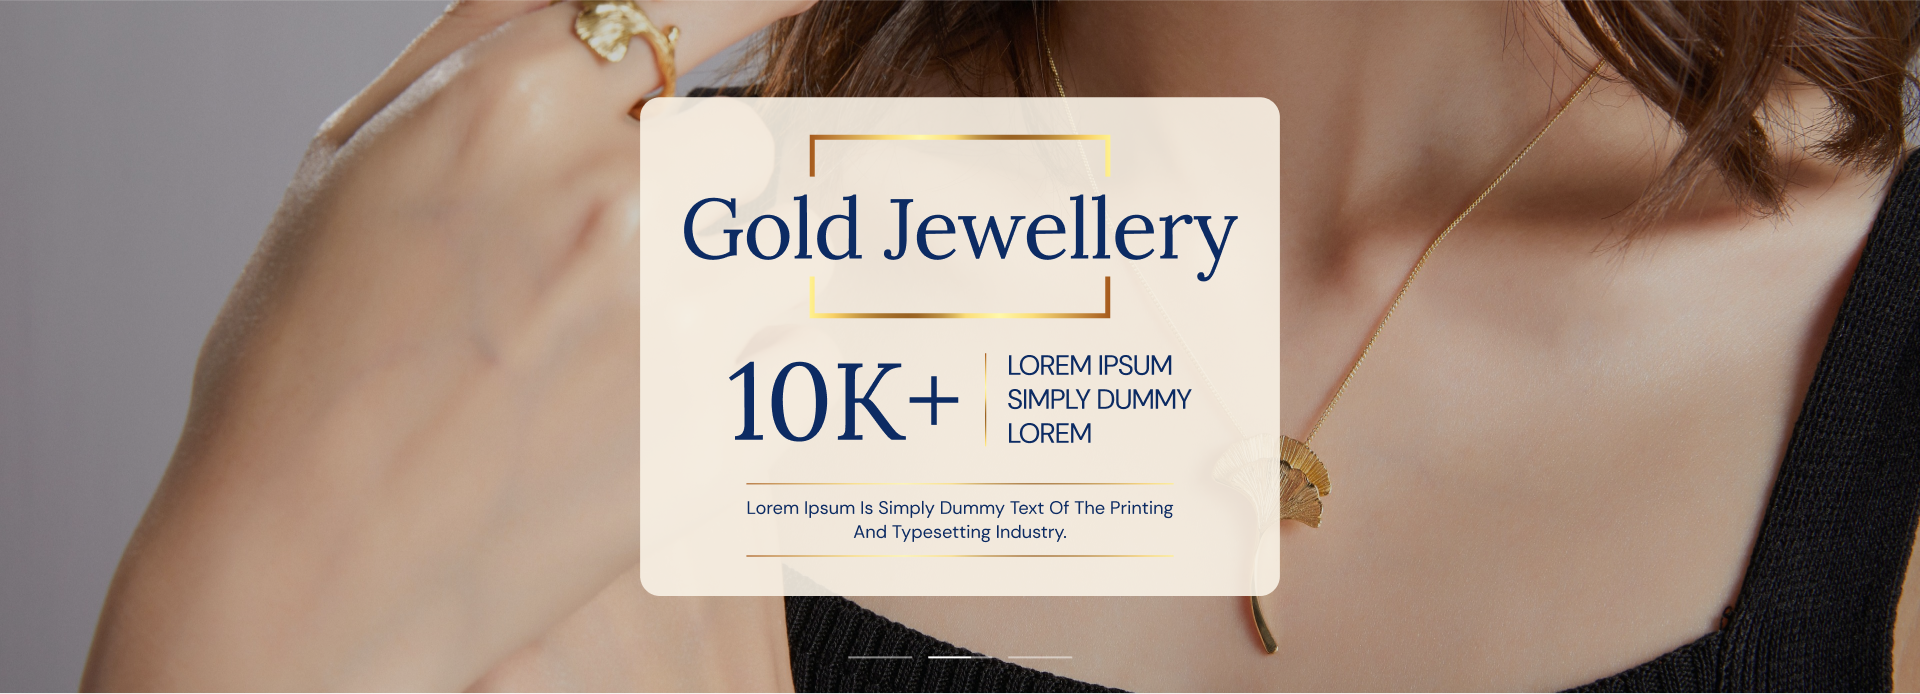 Gold Jewellery
10K+
LOREM IPSUM
SIMPLY DUMMY
LOREM
Lorem Ipsum Is Simply Dummy Text Of The Printing
And Typesetting Industry.